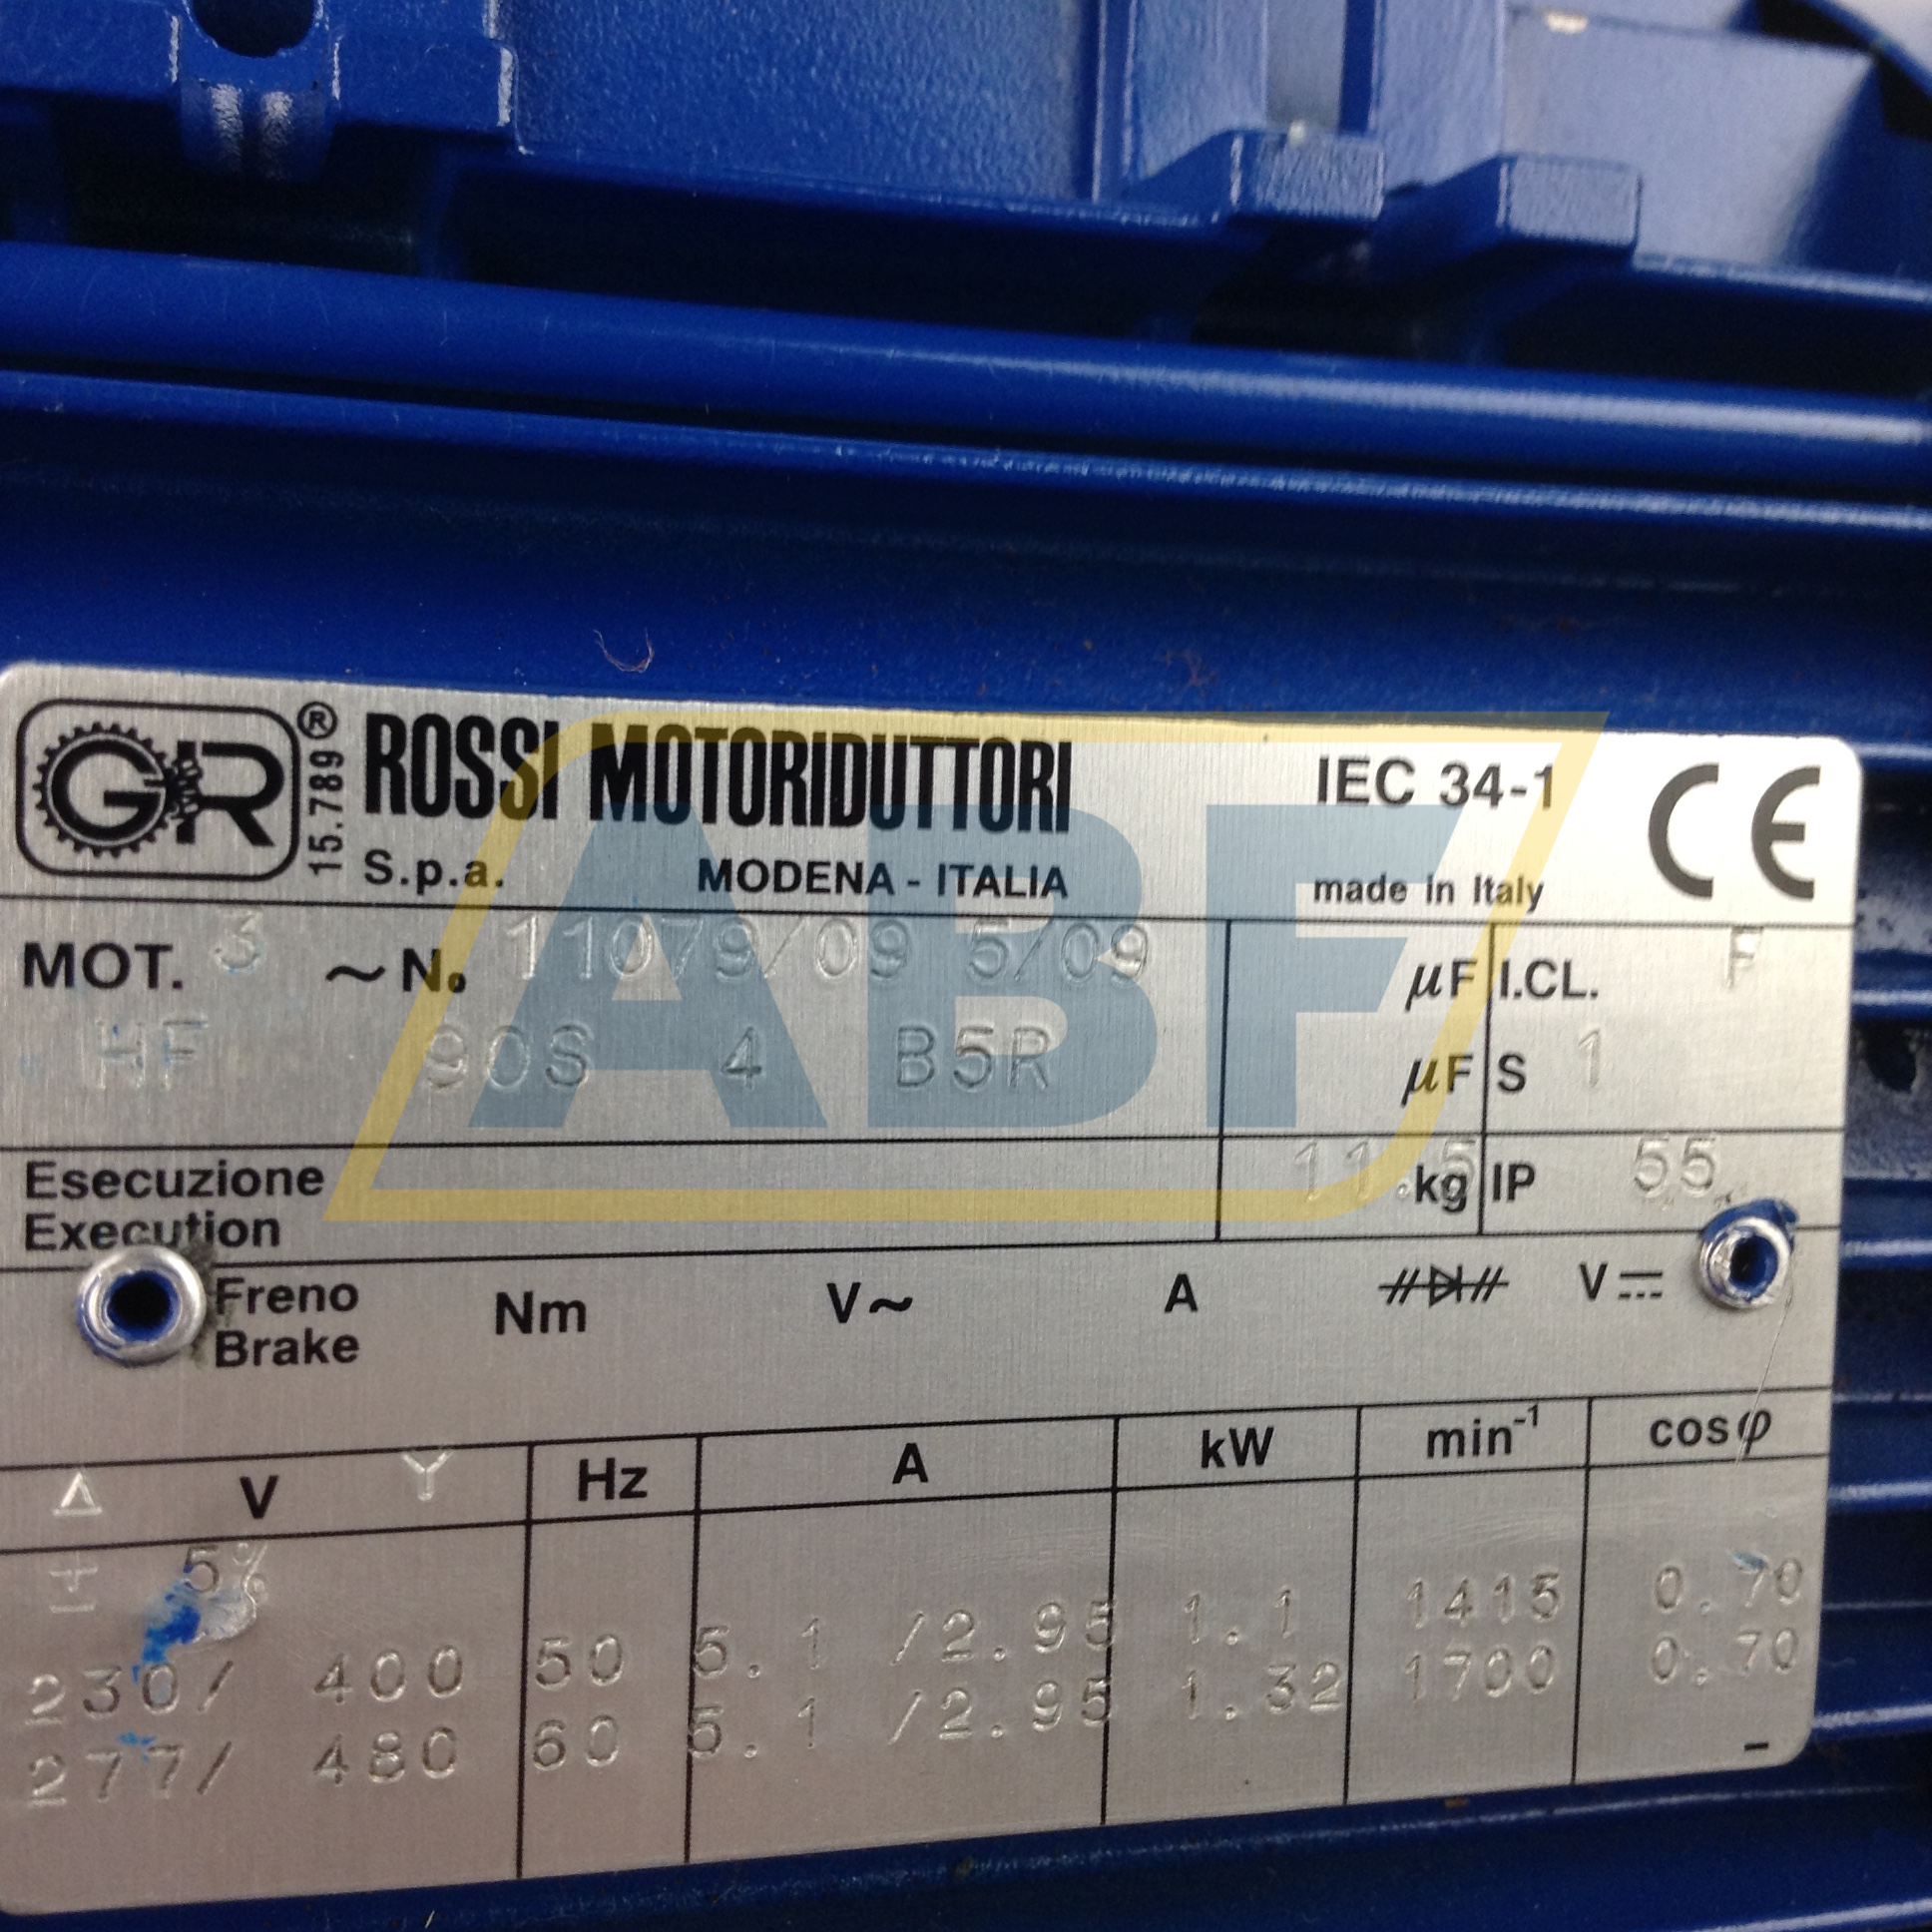 GR ® 15.789 ROSSI MOTORIDUTTORI IEC 34-1 CE
S.p.a. MODENA - ITALIA made in Italy
MOT. 3 ~ No 11079/09 5/09 µF I.CL. F
HF 90S 4 B5R µF S 1
Esecuzione 11.5 kg IP 55
Execution
Freno Nm V~ A V⎓
Brake
Δ V Y Hz A kW min⁻¹ cosφ
± 5%
230/ 400 50 5.1 /2.95 1.1 1415 0.70
277/ 480 60 5.1 /2.95 1.32 1700 0.70
ABF